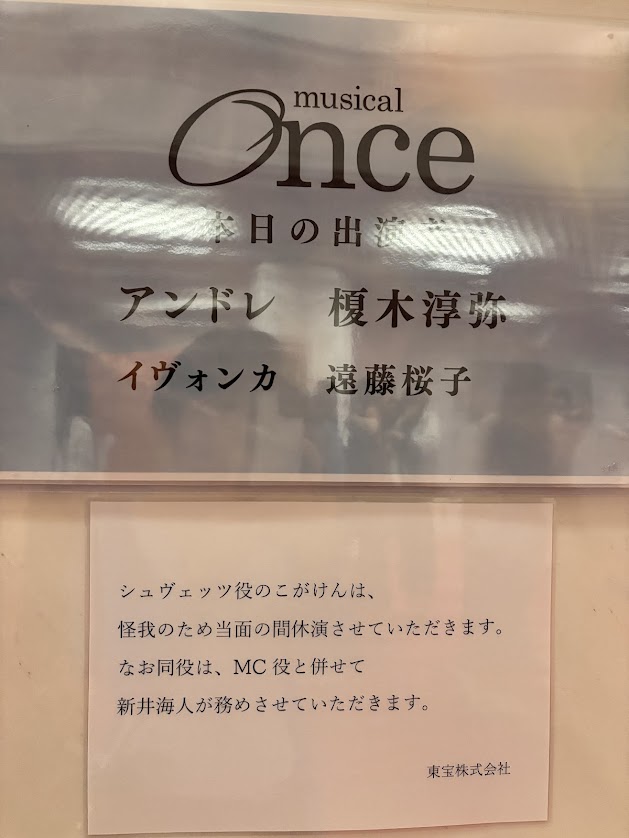 musical
Once
本日の出演者
アンドレ 榎木淳弥
イヴォンカ 遠藤桜子
シュヴェッツ役のこがけんは、
怪我のため当面の間休演させていただきます。
なお同役は、MC 役と併せて
新井海人が務めさせていただきます。
東宝株式会社